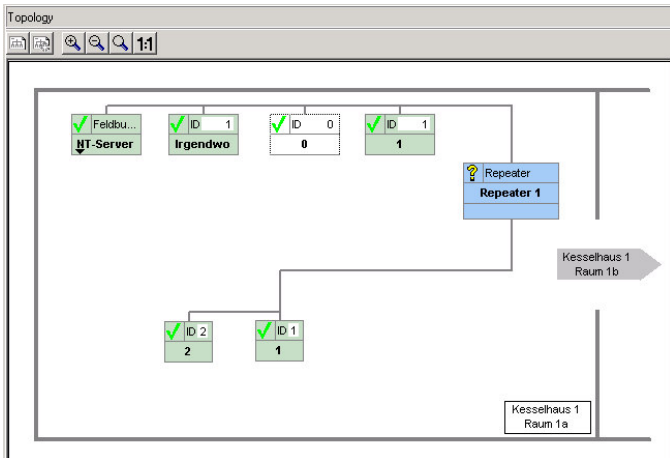 Topology
1:1
Feldbu...
NT-Server
ID 1
Irgendwo
ID 0
0
ID 1
1
? Repeater
Repeater 1
Kesselhaus 1
Raum 1b
ID 2
2
ID 1
1
Kesselhaus 1
Raum 1a